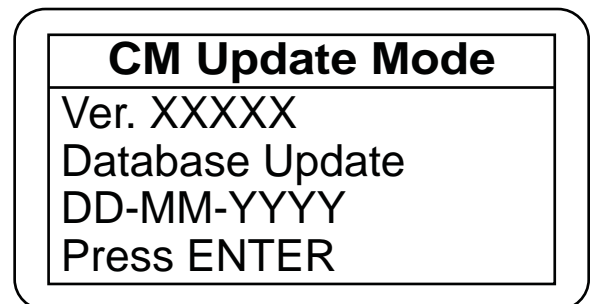 CM Update Mode
Ver. XXXXX
Database Update
DD-MM-YYYY
Press ENTER